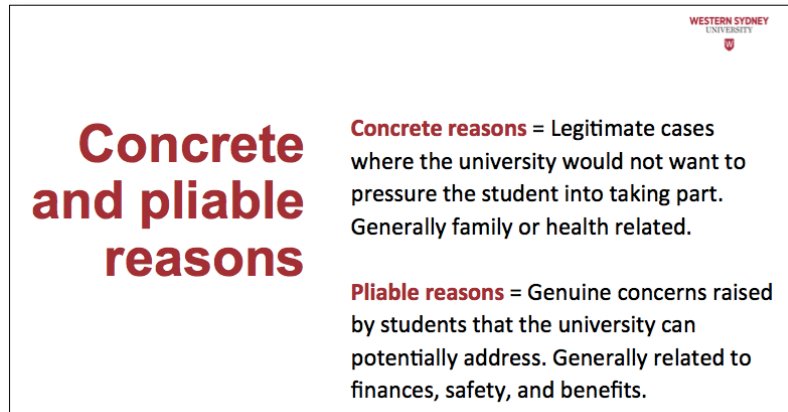 WESTERN SYDNEY
UNIVERSITY
W
Concrete
and pliable
reasons
Concrete reasons = Legitimate cases
where the university would not want to
pressure the student into taking part.
Generally family or health related.
Pliable reasons = Genuine concerns raised
by students that the university can
potentially address. Generally related to
finances, safety, and benefits.